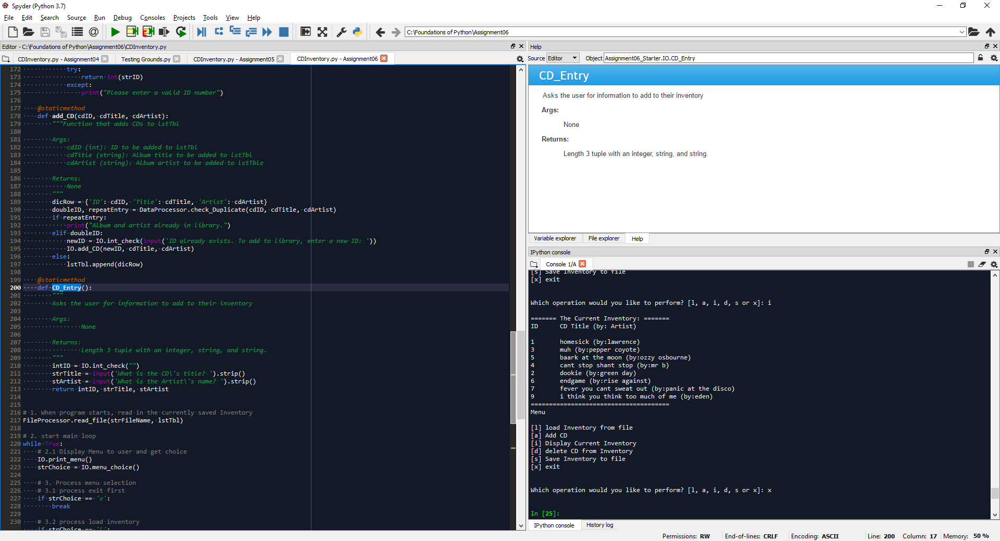 Spyder (Python 3.7)
File Edit Search Source Run Debug Consoles Projects Tools View Help
C:\Foundations of Python\Assignment06
Editor - C:\Foundations of Python\Assignment06\CDInventory.py
CDInventory.py - Assignment04 Testing Grounds.py CDInventory.py - Assignment05 CDInventory.py - Assignment06
172 try:
173 return int(strID)
174 except:
175 print("Please enter a valid ID number")
176
177 @staticmethod
178 def add_CD(cdID, cdTitle, cdArtist):
179 """Function that adds CDs to lstTbl
180
181 Args:
182 cdID (int): ID to be added to lstTbl
183 cdTitle (string): Album title to be added to lstTbl
184 cdArtist (string): Album artist to be added to lstTble
185
186 Returns:
187 None
188 """
189 dicRow = {'ID': cdID, 'Title': cdTitle, 'Artist': cdArtist}
190 doubleID, repeatEntry = DataProcessor.check_Duplicate(cdID, cdTitle, cdArtist)
191 if repeatEntry:
192 print("Album and artist already in library.")
193 elif doubleID:
194 newID = IO.int_check(input('ID already exists. To add to library, enter a new ID: '))
195 IO.add_CD(newID, cdTitle, cdArtist)
196 else:
197 lstTbl.append(dicRow)
198
199 @staticmethod
200 def CD_Entry():
201 """
202 Asks the user for information to add to their inventory
203
204 Args:
205 None
206
207 Returns:
208 Length 3 tuple with an integer, string, and string.
209 """
210 intID = IO.int_check("")
211 strTitle = input('What is the CD\'s title? ').strip()
212 stArtist = input('What is the Artist\'s name? ').strip()
213 return intID, strTitle, stArtist
214
215
216 # 1. When program starts, read in the currently saved Inventory
217 FileProcessor.read_file(strFileName, lstTbl)
218
219 # 2. start main loop
220 while True:
221 # 2.1 Display Menu to user and get choice
222 IO.print_menu()
223 strChoice = IO.menu_choice()
224
225 # 3. Process menu selection
226 # 3.1 process exit first
227 if strChoice == 'x':
228 break
229
230 # 3.2 process load inventory
if strChoice == 'l':
Help
Source Editor Object Assignment06_Starter.IO.CD_Entry
CD_Entry
Asks the user for information to add to their inventory
Args:
None
Returns:
Length 3 tuple with an integer, string, and string.
Variable explorer File explorer Help
IPython console
Console 1/A
[s] Save Inventory to file
[x] exit
Which operation would you like to perform? [l, a, i, d, s or x]: i
======= The Current Inventory: =======
ID CD Title (by: Artist)
1 homesick (by:lawrence)
3 muh (by:pepper coyote)
5 baark at the moon (by:ozzy osbourne)
4 cant stop shant stop (by:mr b)
2 dookie (by:green day)
6 endgame (by:rise against)
7 fever you cant sweat out (by:panic at the disco)
9 i think you think too much of me (by:eden)
======================================
Menu
[l] load Inventory from file
[a] Add CD
[i] Display Current Inventory
[d] delete CD from Inventory
[s] Save Inventory to file
[x] exit
Which operation would you like to perform? [l, a, i, d, s or x]: x
In [25]:
IPython console History log
Permissions: RW End-of-lines: CRLF Encoding: ASCII Line: 200 Column: 17 Memory: 50 %